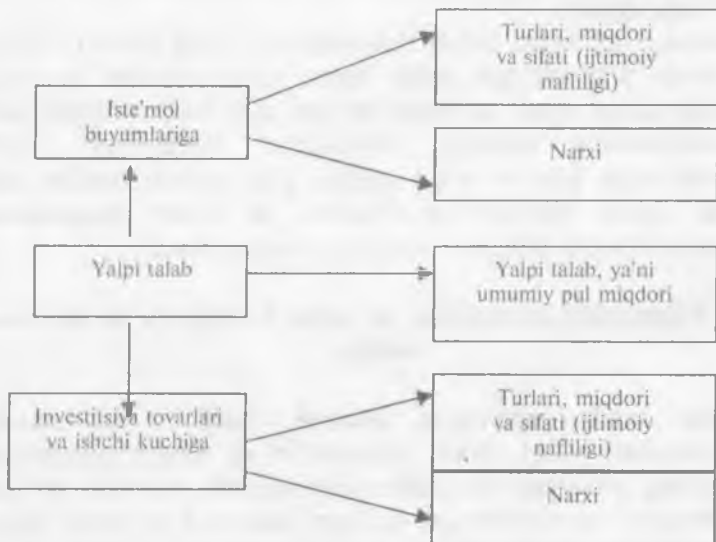 Turlari, miqdori
va sifati (ijtimoiy
nafliligi)
Iste'mol
buyumlariga
Narxi
Yalpi talab
Yalpi talab, ya'ni
umumiy pul miqdori
Investitsiya tovarlari
va ishchi kuchiga
Turlari, miqdori
va sifati (ijtimoiy
nafliligi)
Narxi